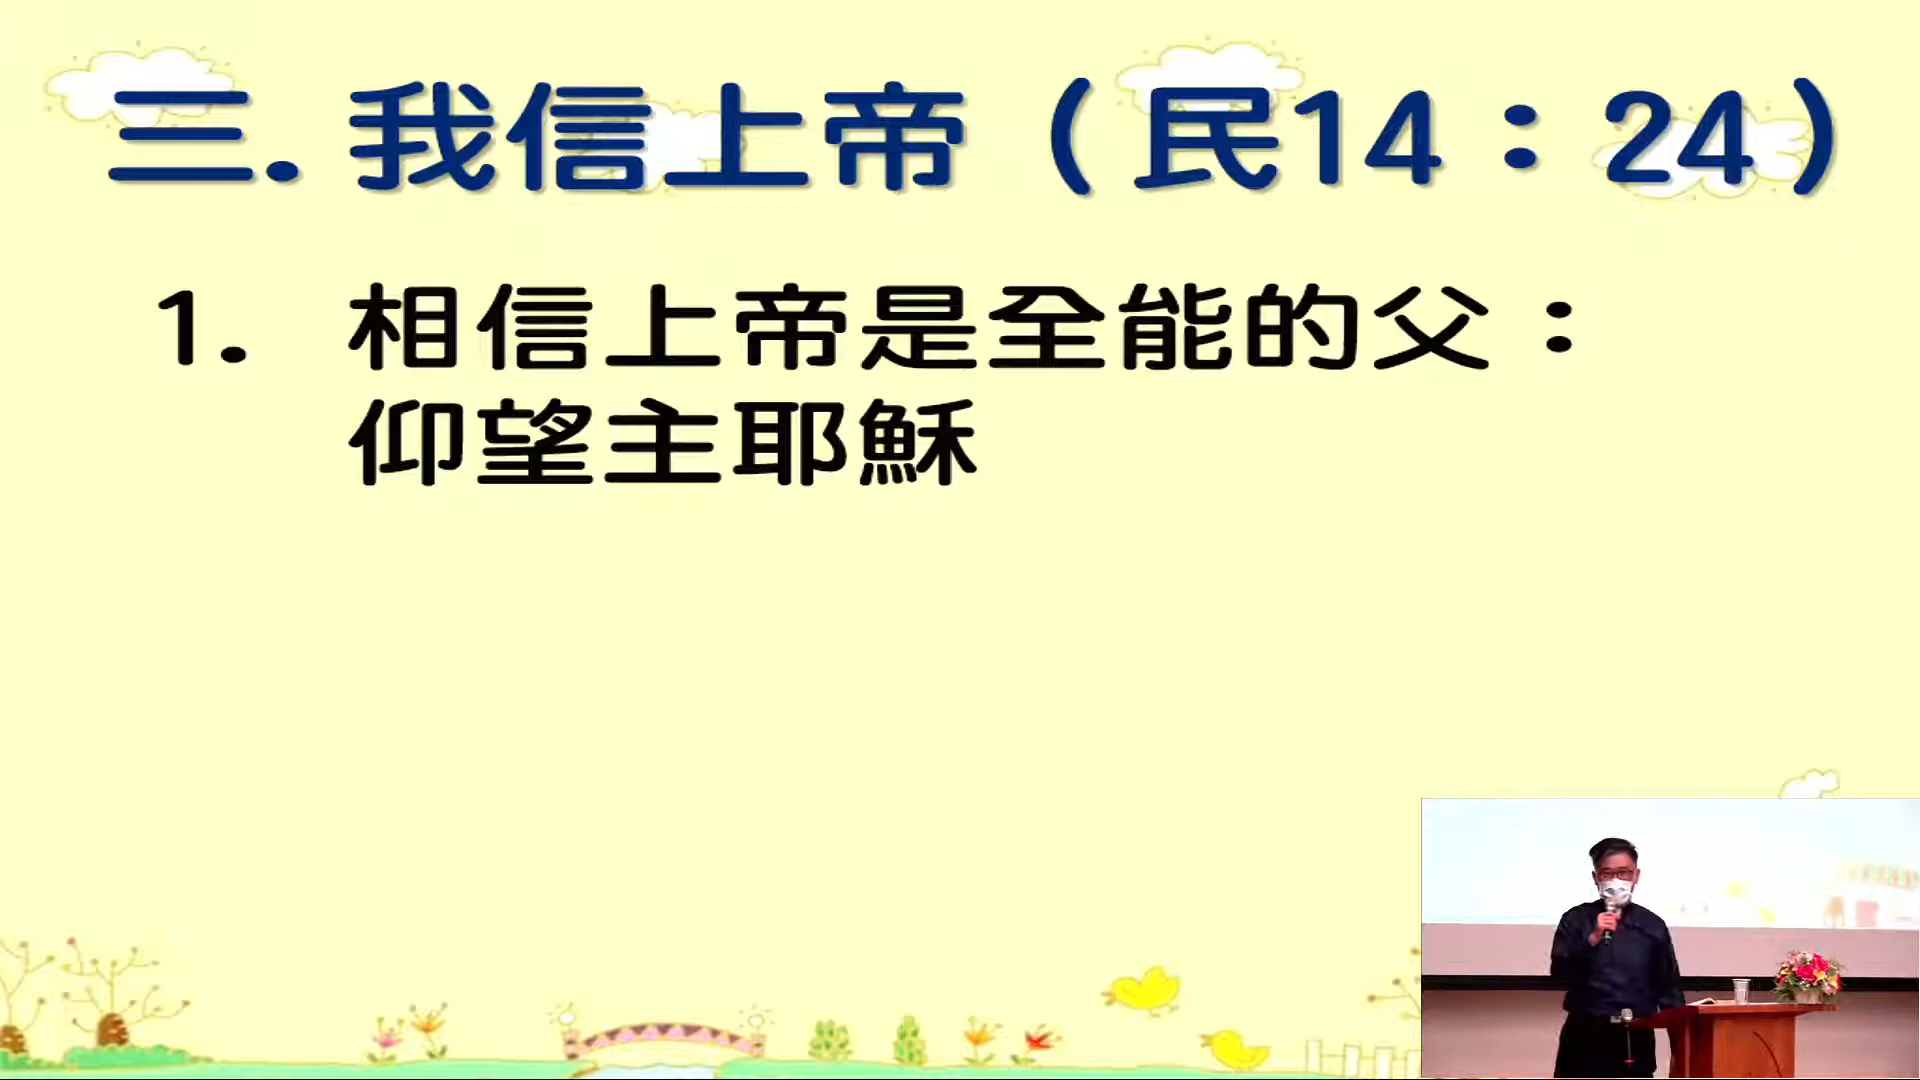 三. 我信上帝（民14：24）
1. 相信上帝是全能的父：
仰望主耶穌